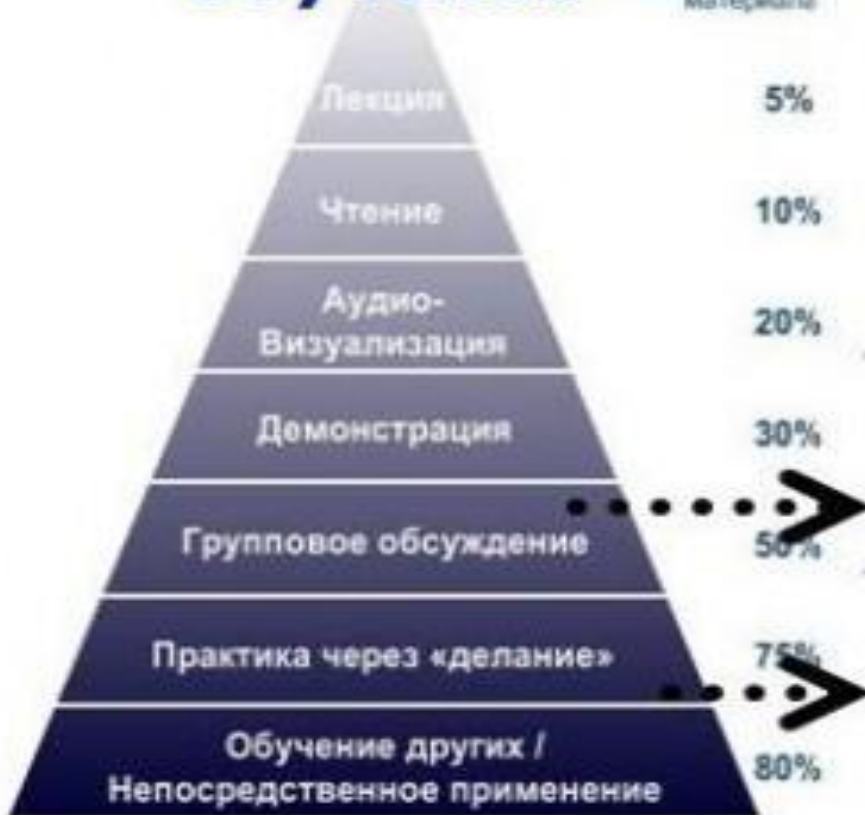 материала
Лекция
5%
Чтение
10%
Аудио-
Визуализация
20%
Демонстрация
30%
Групповое обсуждение
50%
Практика через «делание»
75%
Обучение других /
Непосредственное применение
80%